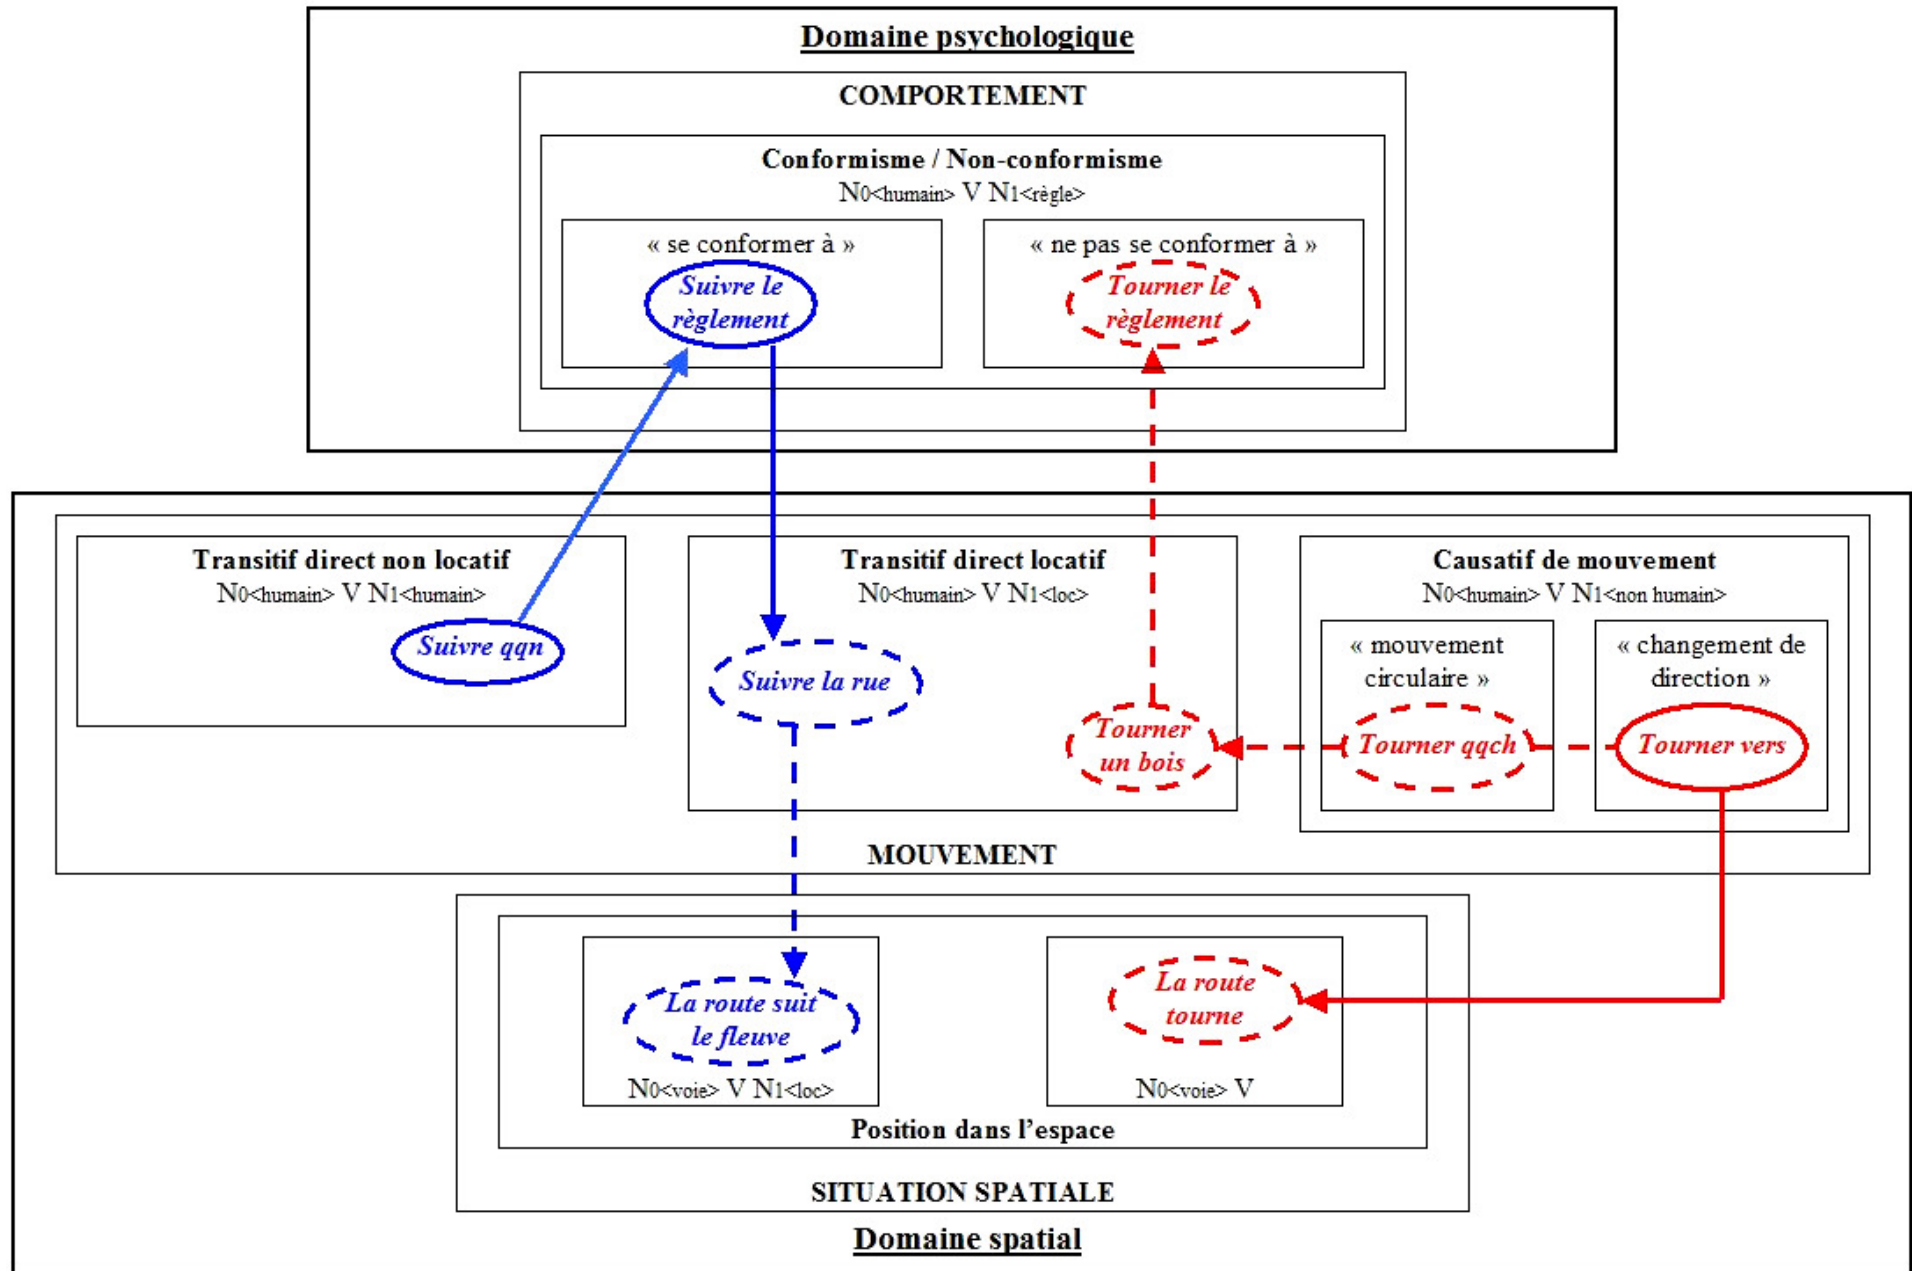 Domaine psychologique
COMPORTEMENT
Conformisme / Non-conformisme
N0<humain> V N1<règle>
« se conformer à »
Suivre le
règlement
« ne pas se conformer à »
Tourner le
règlement
Transitif direct non locatif
N0<humain> V N1<humain>
Suivre qqn
Transitif direct locatif
N0<humain> V N1<loc>
Suivre la rue
Tourner
un bois
Causatif de mouvement
N0<humain> V N1<non humain>
« mouvement
circulaire »
Tourner qqch
« changement de
direction »
Tourner vers
MOUVEMENT
La route suit
le fleuve
N0<voie> V N1<loc>
La route
tourne
N0<voie> V
Position dans l’espace
SITUATION SPATIALE
Domaine spatial